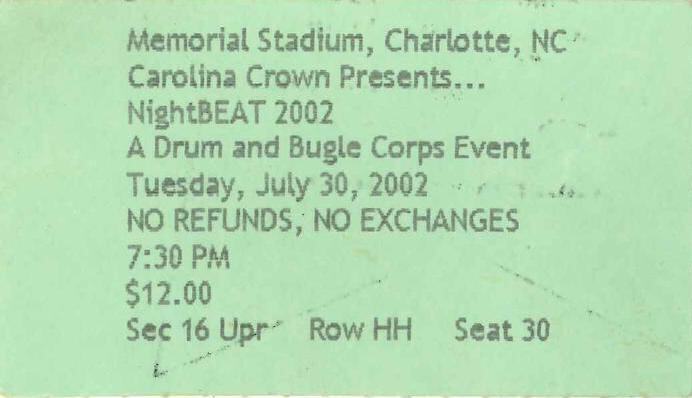 Memorial Stadium, Charlotte, NC
Carolina Crown Presents...
NightBEAT 2002
A Drum and Bugle Corps Event
Tuesday, July 30, 2002
NO REFUNDS, NO EXCHANGES
7:30 PM
$12.00
Sec 16 Upr Row HH Seat 30